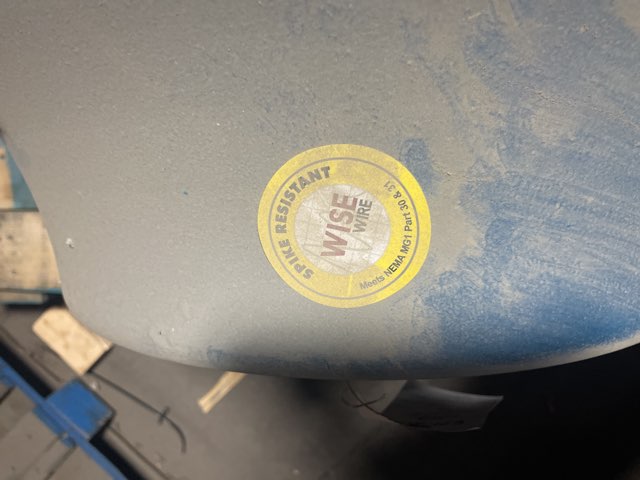 SPIKE RESISTANT
WISE
WIRE
Meets NEMA MG1 Part 30 & 31